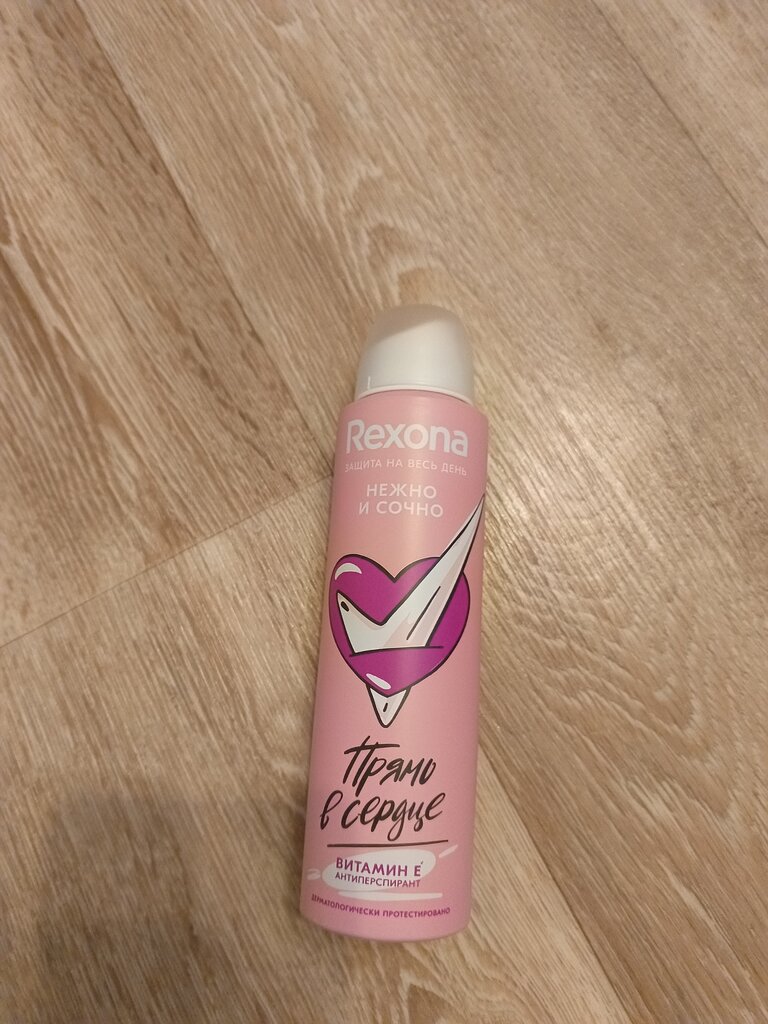 Rexona
ЗАЩИТА НА ВЕСЬ ДЕНЬ
НЕЖНО
И СОЧНО
Прямо
в сердце
ВИТАМИН Е*
АНТИПЕРСПИРАНТ
ДЕРМАТОЛОГИЧЕСКИ ПРОТЕСТИРОВАНО